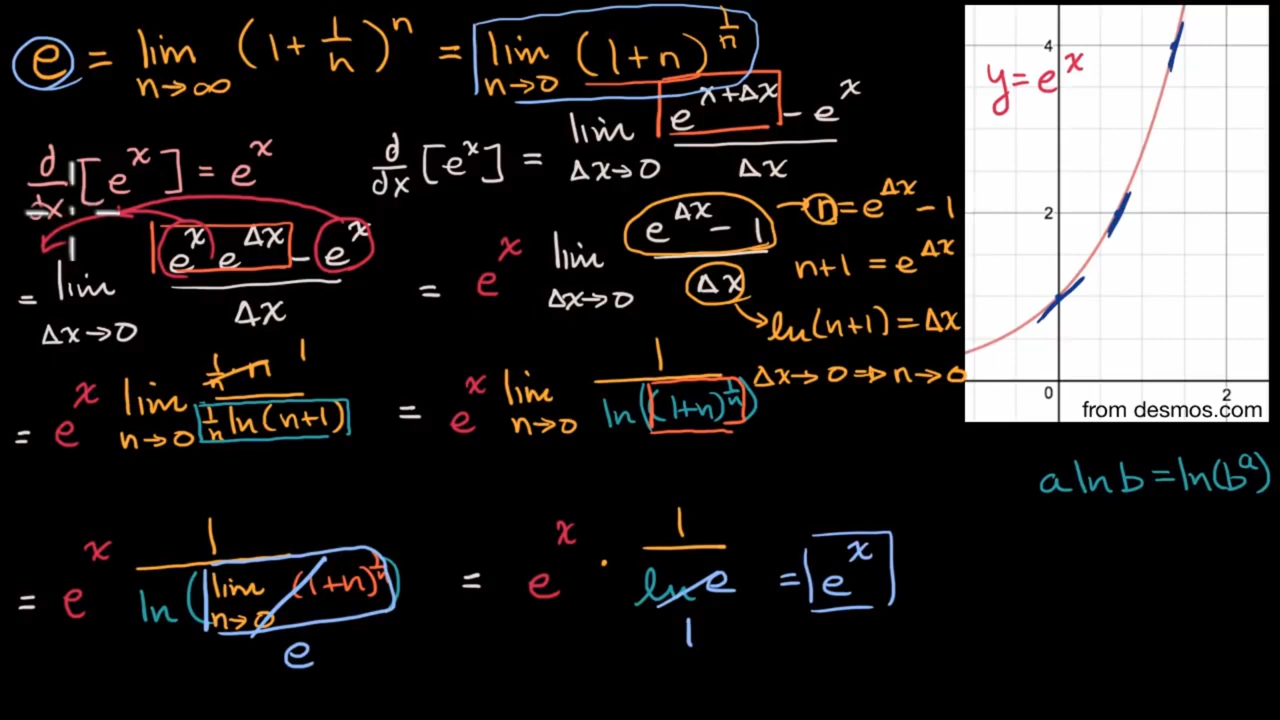 e = lim n→∞ (1 + 1/n)^n = lim n→0 (1+n)^(1/n)
d/dx [e^x] = e^x
d/dx [e^x] = lim Δx→0 (e^(x+Δx) - e^x)/Δx
= lim Δx→0 (e^x e^Δx - e^x)/Δx = e^x lim Δx→0 (e^Δx - 1)/Δx
n = e^Δx - 1
n+1 = e^Δx
ln(n+1) = Δx
Δx→0 ⇒ n→0
= e^x lim n→0 (1/n · n 1)/(1/n ln(n+1)) = e^x lim n→0 1/(ln((1+n)^(1/n)))
= e^x 1/(ln(lim n→0 (1+n)^(1/n))) = e^x · 1/(ln e) = e^x
e
1
y = e^x
4
2
0
2
from desmos.com
a ln b = ln(b^a)